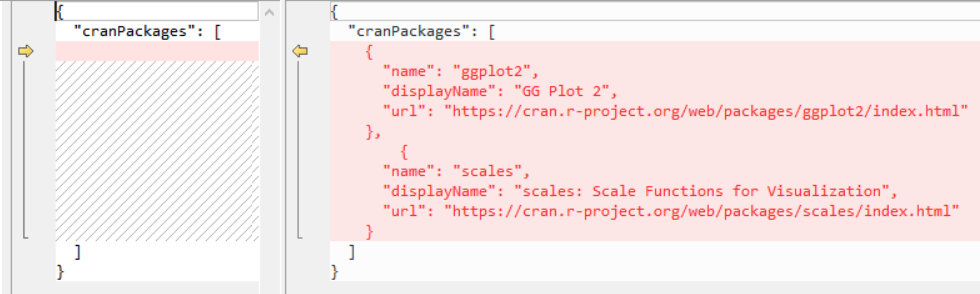 {
  "cranPackages": [
  ]
}
{
  "cranPackages": [
    {
      "name": "ggplot2",
      "displayName": "GG Plot 2",
      "url": "https://cran.r-project.org/web/packages/ggplot2/index.html"
    },
        {
      "name": "scales",
      "displayName": "scales: Scale Functions for Visualization",
      "url": "https://cran.r-project.org/web/packages/scales/index.html"
    }
  ]
}